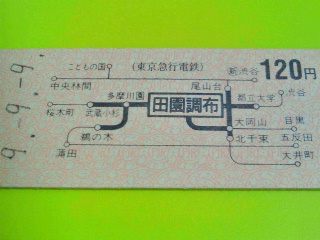 こどもの国 (東京急行電鉄) 新渋谷 120円
中央林間 尾山台 渋谷
多摩川園 田園調布 都立大学
桜木町 武蔵小杉 大岡山 目黒
鵜の木 北千束 五反田
蒲田 大井町
9.-9.-9.